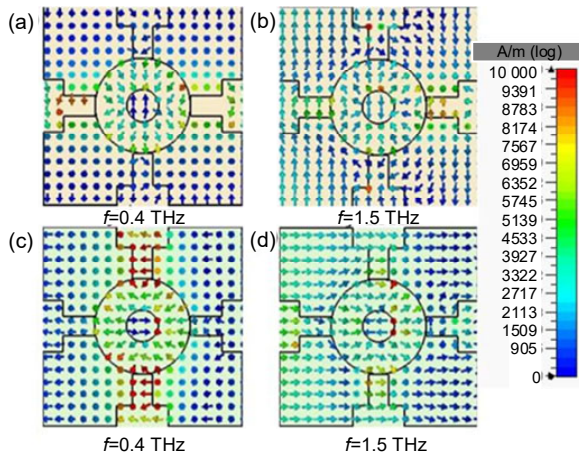 (a)
(b)
A/m (log)
10 000
9391
8783
8174
7567
6959
6352
5745
5139
4533
3927
3322
2717
2113
1509
905
0
f=0.4 THz
f=1.5 THz
(c)
(d)
f=0.4 THz
f=1.5 THz